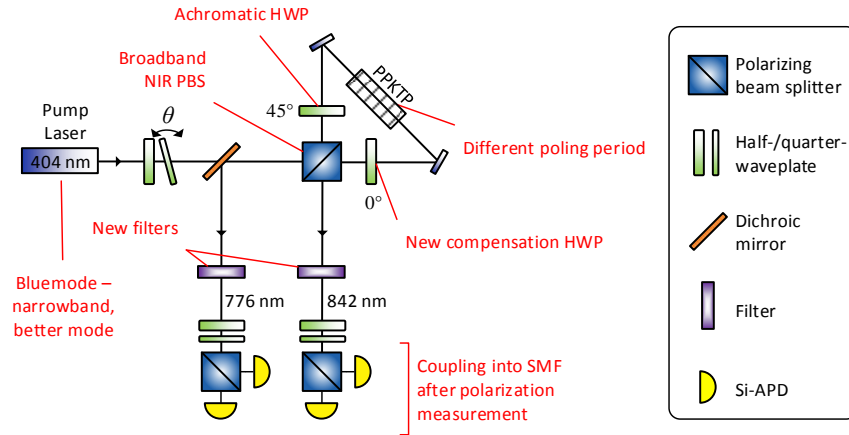 Achromatic HWP
Broadband
NIR PBS
PPKTP
45°
θ
Pump
Laser
404 nm
Different poling period
0°
New filters
New compensation HWP
Bluemode –
narrowband,
better mode
776 nm
842 nm
Coupling into SMF
after polarization
measurement
Polarizing
beam splitter
Half-/quarter-
waveplate
Dichroic
mirror
Filter
Si-APD